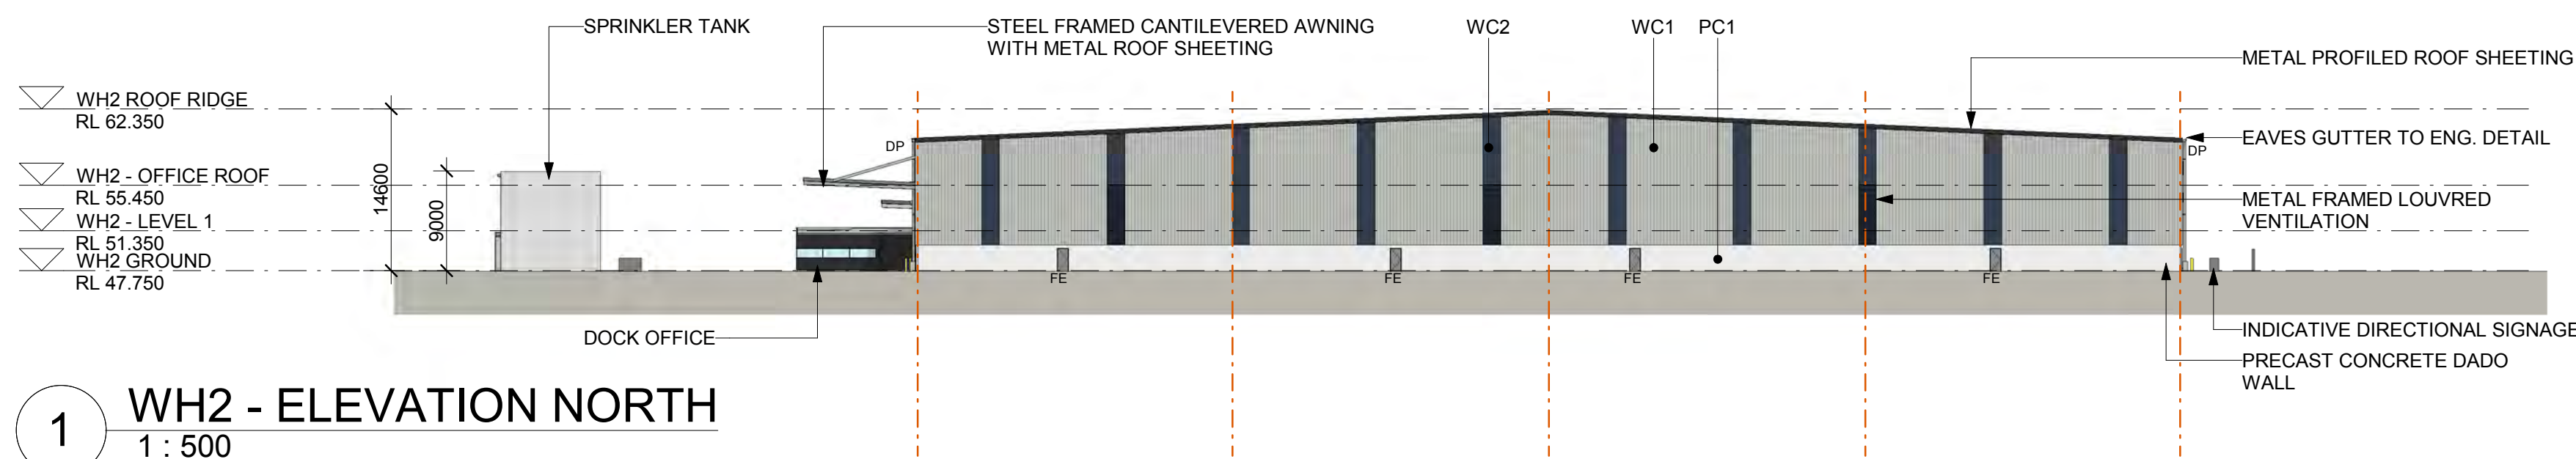 SPRINKLER TANK
STEEL FRAMED CANTILEVERED AWNING
WITH METAL ROOF SHEETING
WC2
WC1
PC1
METAL PROFILED ROOF SHEETING
WH2 ROOF RIDGE
RL 62.350
EAVES GUTTER TO ENG. DETAIL
DP
DP
WH2 - OFFICE ROOF
RL 55.450
14600
9000
METAL FRAMED LOUVRED
VENTILATION
WH2 - LEVEL 1
RL 51.350
WH2 GROUND
RL 47.750
FE
FE
FE
FE
DOCK OFFICE
INDICATIVE DIRECTIONAL SIGNAGE
PRECAST CONCRETE DADO
WALL
1
WH2 - ELEVATION NORTH
1 : 500